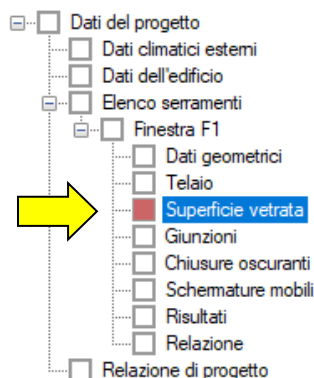 Dati del progetto
Dati climatici esterni
Dati dell'edificio
Elenco serramenti
Finestra F1
Dati geometrici
Telaio
Superficie vetrata
Giunzioni
Chiusure oscuranti
Schermature mobili
Risultati
Relazione
Relazione di progetto